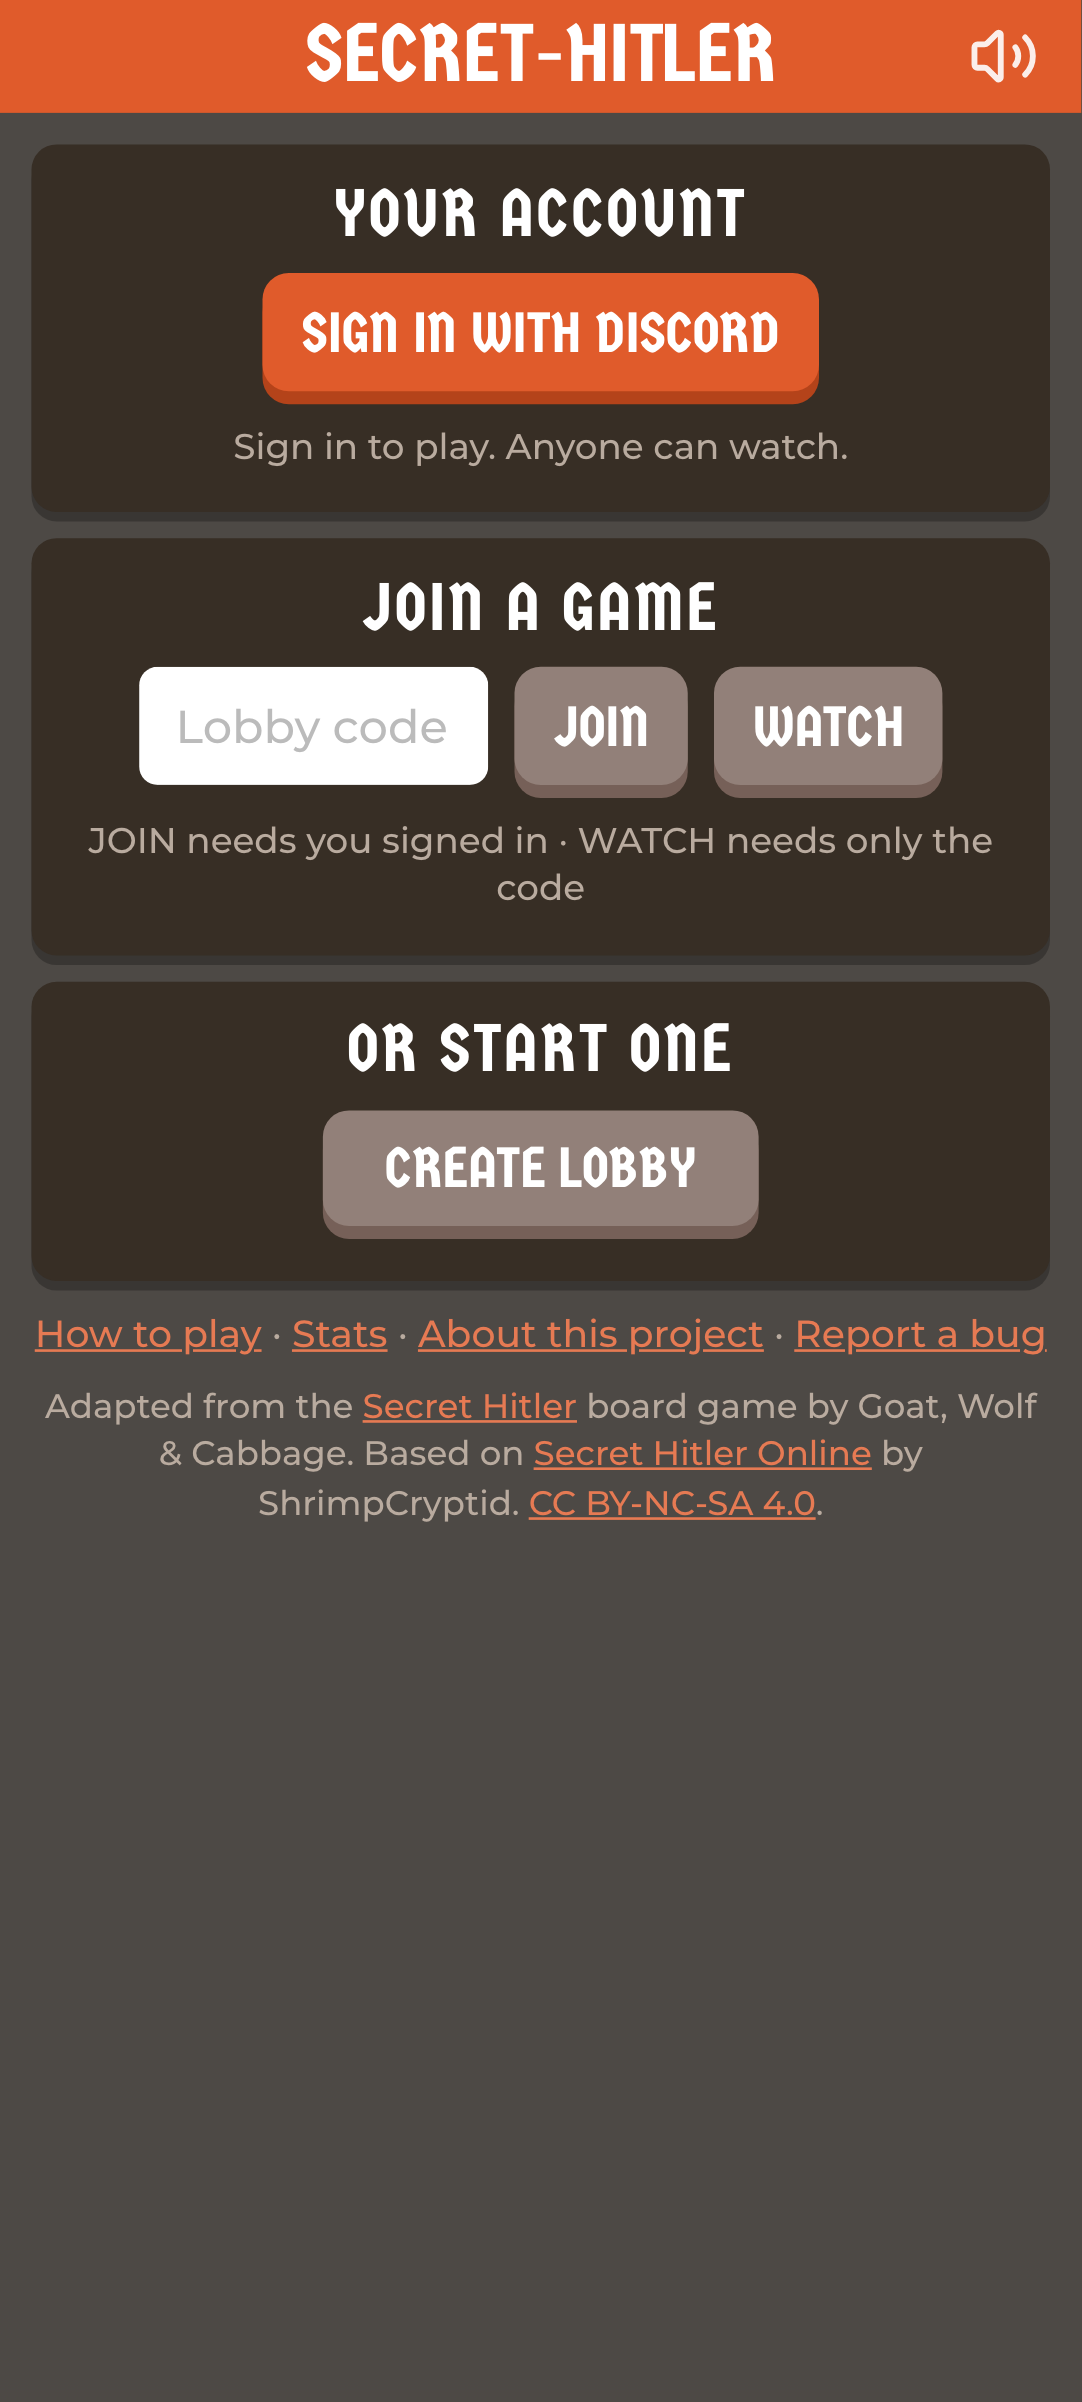 SECRET-HITLER
YOUR ACCOUNT
SIGN IN WITH DISCORD
Sign in to play. Anyone can watch.
JOIN A GAME
Lobby code
JOIN
WATCH
JOIN needs you signed in · WATCH needs only the
code
OR START ONE
CREATE LOBBY
How to play · Stats · About this project · Report a bug
Adapted from the Secret Hitler board game by Goat, Wolf
& Cabbage. Based on Secret Hitler Online by
ShrimpCryptid. CC BY-NC-SA 4.0.